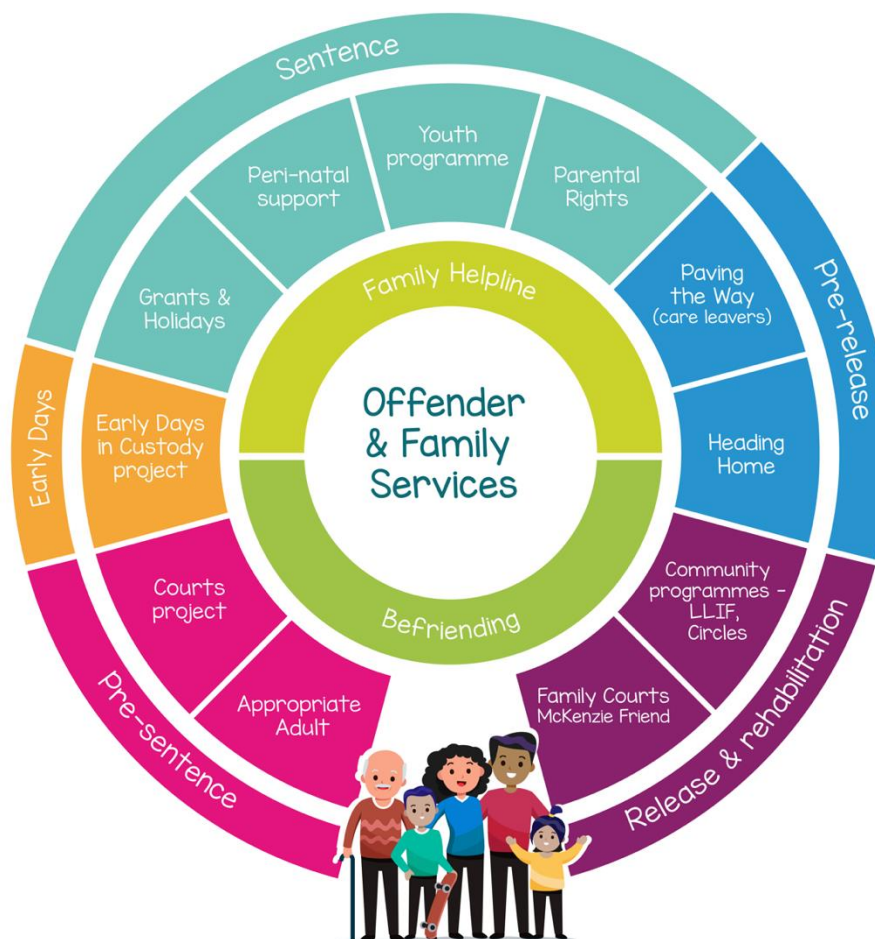 Offender
& Family
Services
Family Helpline
Befriending
Pre-sentence
Appropriate
Adult
Courts
project
Early Days
Early Days
in Custody
project
Sentence
Grants &
Holidays
Peri-natal
support
Youth
programme
Parental
Rights
Pre-release
Paving
the Way
(care leavers)
Heading
Home
Release & rehabilitation
Community
programmes -
LLIF,
Circles
Family Courts
McKenzie Friend